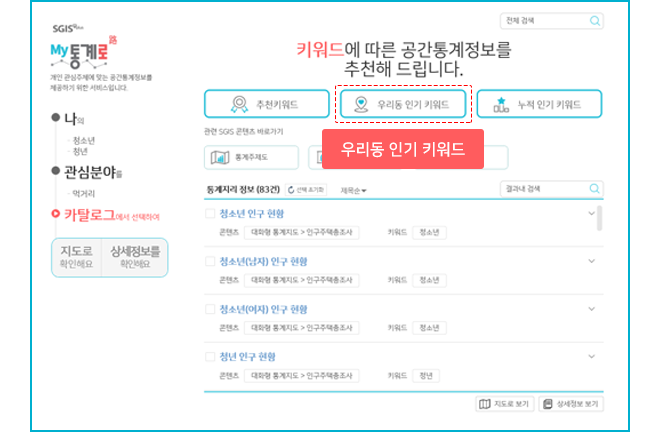 SGIS plus
My통계로
路
개인 관심주제에 맞는 공간통계정보를
제공하기 위한 서비스입니다.
나의
· 청소년
· 청년
관심분야를
· 먹거리
카탈로그에서 선택하여
지도로
확인해요
상세정보를
확인해요
전체 검색
키워드에 따른 공간통계정보를
추천해 드립니다.
추천키워드
우리동 인기 키워드
누적 인기 키워드
관련 SGIS 콘텐츠 바로가기
우리동 인기 키워드
통계주제도
통계지리 정보 (83건)
선택 초기화
제목순
결과내 검색
청소년 인구 현황
콘텐츠 대화형 통계지도 > 인구주택총조사 키워드 청소년
청소년(남자) 인구 현황
콘텐츠 대화형 통계지도 > 인구주택총조사 키워드 청소년
청소년(여자) 인구 현황
콘텐츠 대화형 통계지도 > 인구주택총조사 키워드 청소년
청년 인구 현황
콘텐츠 대화형 통계지도 > 인구주택총조사 키워드 청년
지도로 보기
상세정보 보기